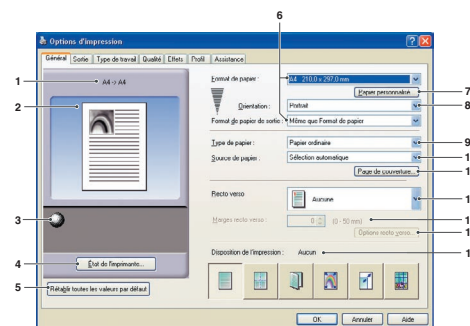 6
Options d'impression
Général Sortie Type de travail Qualité Effets Profil Assistance
1 A4 -> A4
2
3
4 État de l'imprimante...
5 Rétablir toutes les valeurs par défaut
Format de papier : A4 210,0 x 297,0 mm
Papier personnalisé... 7
Orientation : Portrait 8
Format de papier de sortie : Même que Format de papier
Type de papier : Papier ordinaire 9
Source de papier : Sélection automatique 1
Page de couverture... 1
Recto verso Aucune 1
Marges recto verso : 0 (0 - 50 mm) 1
Options recto verso... 1
Disposition de l'impression : Aucun 1
OK Annuler Aide